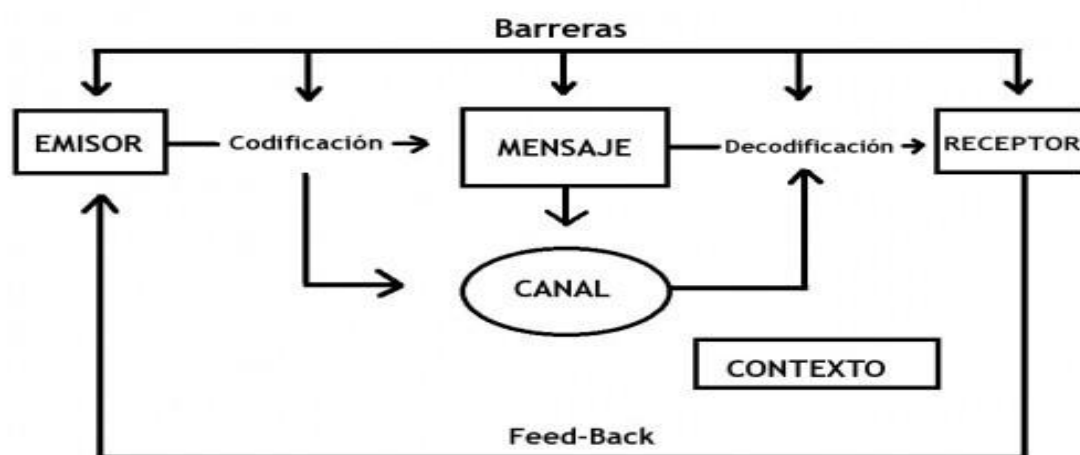 Barreras
EMISOR
Codificación
MENSAJE
Decodificación
RECEPTOR
CANAL
CONTEXTO
Feed-Back